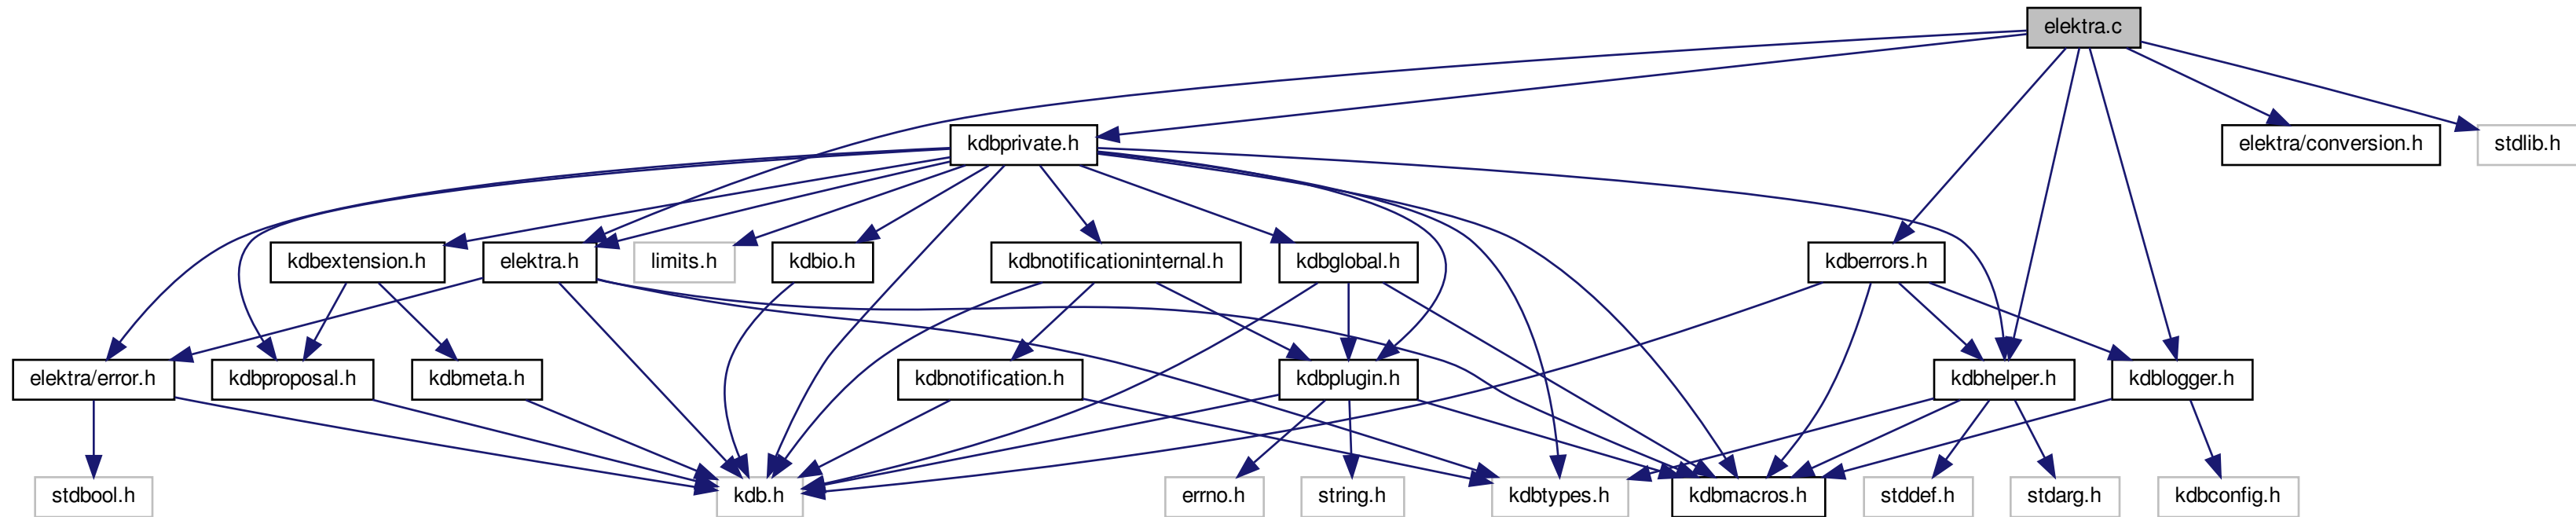 elektra.c
kdbprivate.h
elektra/conversion.h
stdlib.h
kdbextension.h
elektra.h
limits.h
kdbio.h
kdbnotificationinternal.h
kdbglobal.h
kdberrors.h
elektra/error.h
kdbproposal.h
kdbmeta.h
kdbnotification.h
kdbplugin.h
kdbhelper.h
kdblogger.h
stdbool.h
kdb.h
errno.h
string.h
kdbtypes.h
kdbmacros.h
stddef.h
stdarg.h
kdbconfig.h